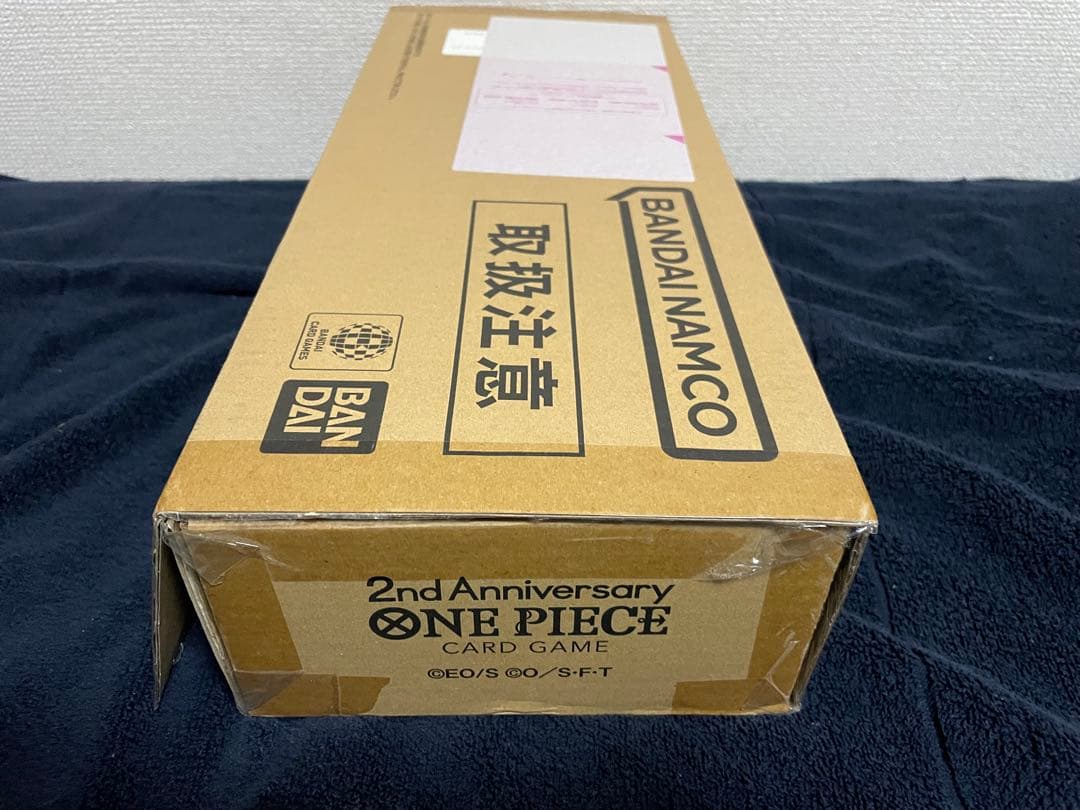 BANDAI NAMCO
取扱注意
BANDAI
CARD GAMES
BAN
DAI
2nd Anniversary
ONE PIECE
CARD GAME
©EO/S ©O／S・F・T